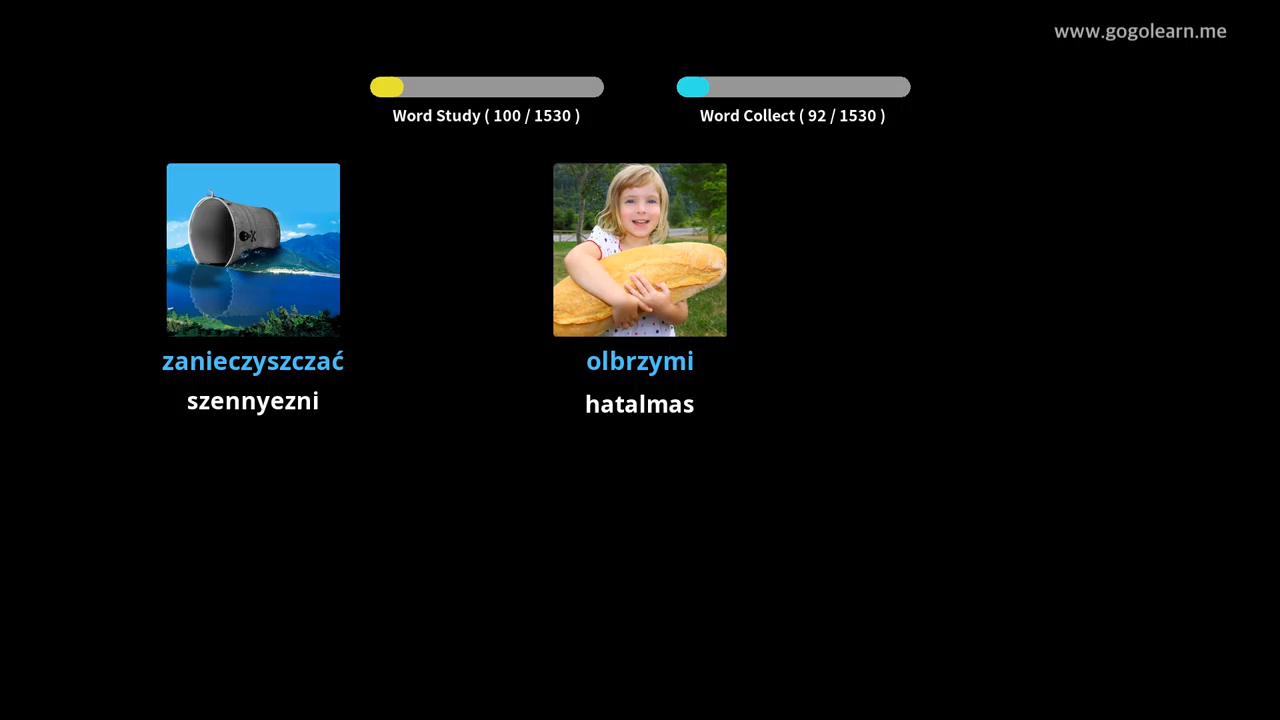 www.gogolearn.me
Word Study ( 100 / 1530 )
Word Collect ( 92 / 1530 )
zanieczyszczać
szennyezni
olbrzymi
hatalmas